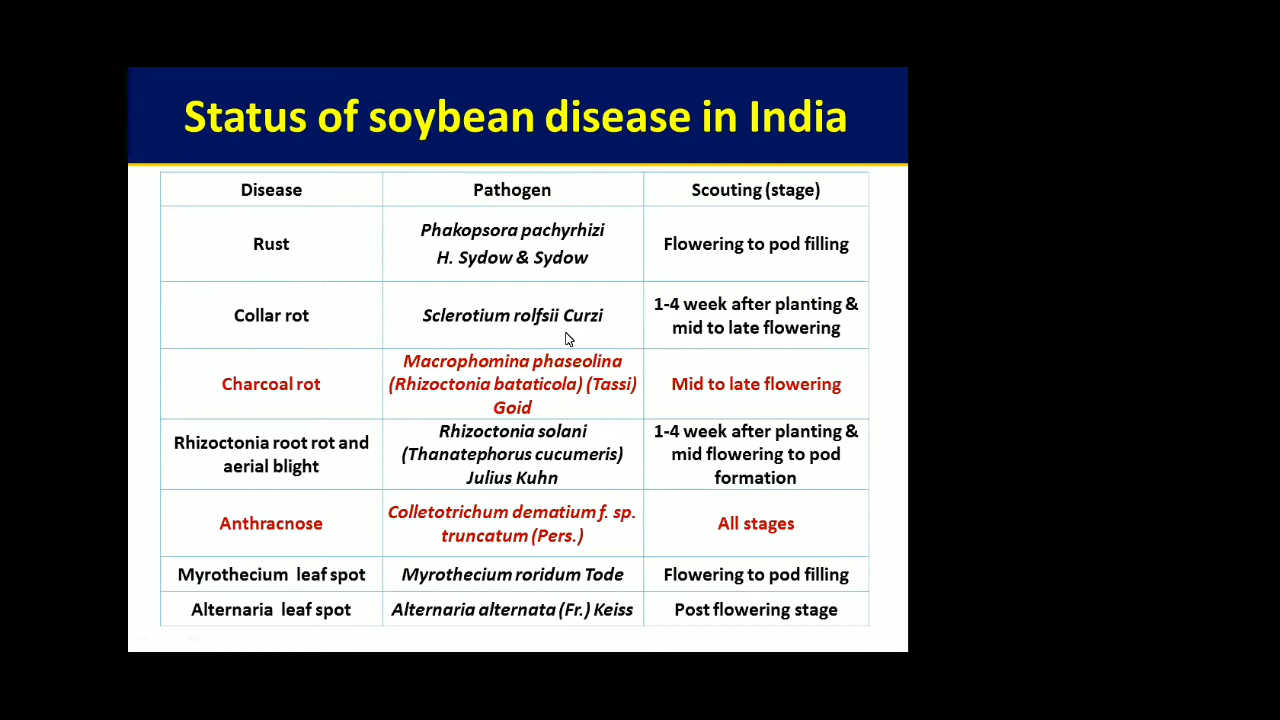 Status of soybean disease in India
Disease Pathogen Scouting (stage)
Rust
Phakopsora pachyrhizi
H. Sydow & Sydow
Flowering to pod filling
Collar rot
Sclerotium rolfsii Curzi
1-4 week after planting &
mid to late flowering
Charcoal rot
Macrophomina phaseolina
(Rhizoctonia bataticola) (Tassi)
Goid
Mid to late flowering
Rhizoctonia root rot and
aerial blight
Rhizoctonia solani
(Thanatephorus cucumeris)
Julius Kuhn
1-4 week after planting &
mid flowering to pod
formation
Anthracnose
Colletotrichum dematium f. sp.
truncatum (Pers.)
All stages
Myrothecium leaf spot
Myrothecium roridum Tode
Flowering to pod filling
Alternaria leaf spot
Alternaria alternata (Fr.) Keiss
Post flowering stage